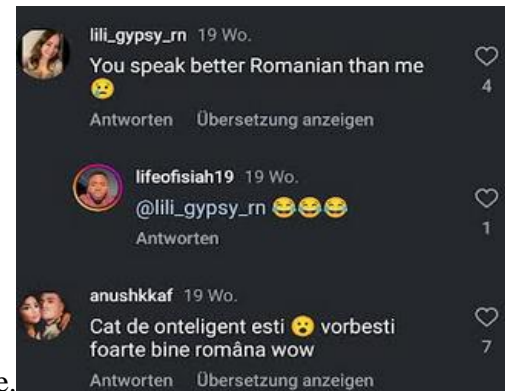 lili_gypsy_rn 19 Wo.
You speak better Romanian than me
😢
4
Antworten Übersetzung anzeigen
lifeofisiah19 19 Wo.
@lili_gypsy_rn 😂😂😂
1
Antworten
anushkkaf 19 Wo.
Cat de onteligent esti 😮 vorbesti
foarte bine româna wow
7
Antworten Übersetzung anzeigen
e.